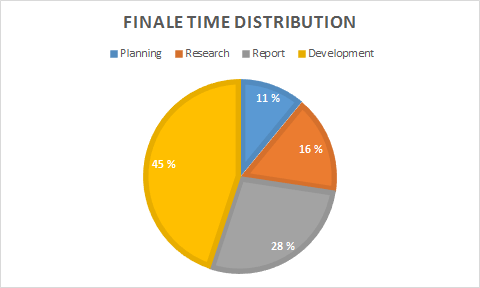 FINALE TIME DISTRIBUTION
Planning Research Report Development
11 %
16 %
45 %
28 %